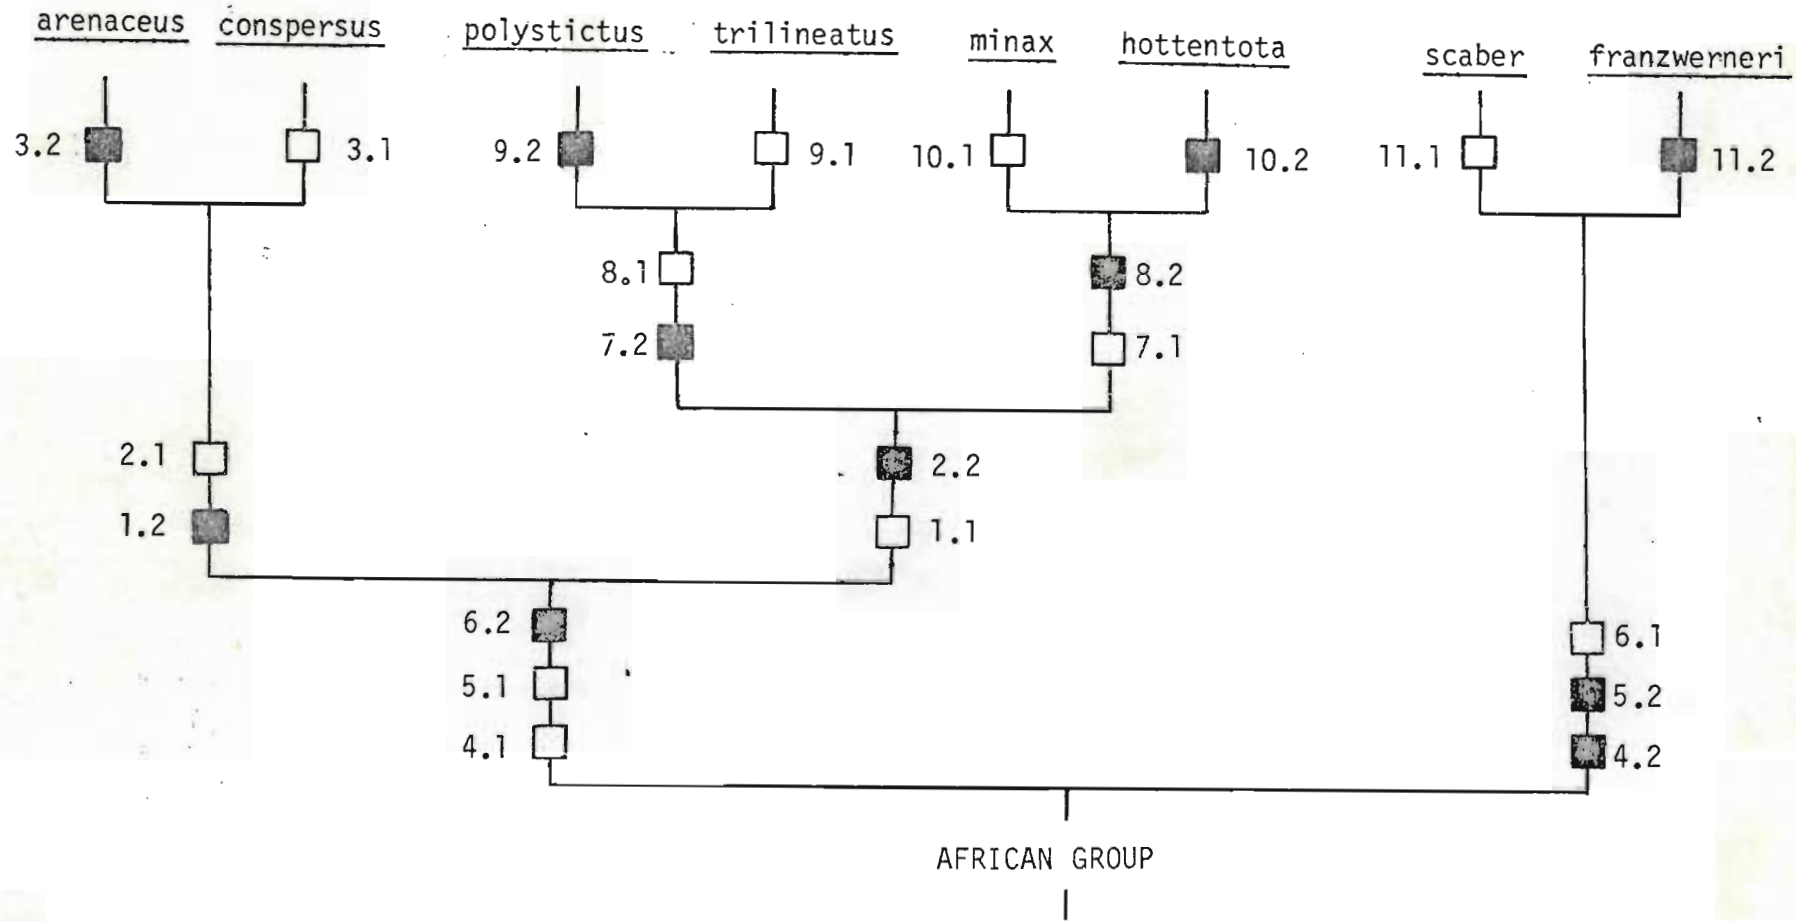 arenaceus conspersus polystictus trilineatus minax hottentota scaber franzwerneri
3.2 3.1 9.2 9.1 10.1 10.2 11.1 11.2
8.1 8.2
7.2 7.1
2.1 2.2
1.2 1.1
6.2 6.1
5.1 5.2
4.1 4.2
AFRICAN GROUP